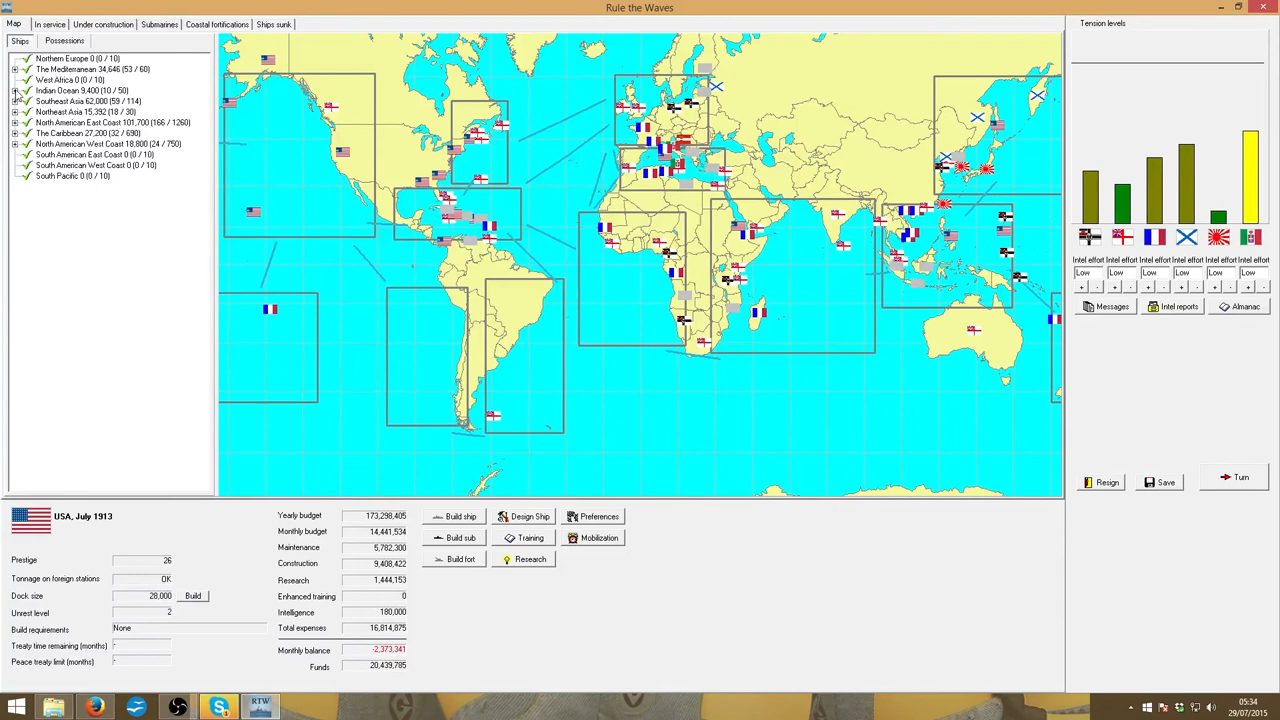 Rule the Waves
Map
In service
Under construction
Submarines
Coastal fortifications
Ships sunk
Ships
Possessions
Northern Europe 0 (0 / 10)
The Mediterranean 34,646 (53 / 60)
West Africa 0 (0 / 10)
Indian Ocean 9,400 (10 / 50)
Southeast Asia 62,000 (59 / 114)
Northeast Asia 15,392 (18 / 30)
North American East Coast 101,700 (166 / 1260)
The Caribbean 27,200 (32 / 690)
North American West Coast 18,800 (24 / 750)
South American East Coast 0 (0 / 10)
South American West Coast 0 (0 / 10)
South Pacific 0 (0 / 10)
Tension levels
Intel effort Intel effort Intel effort Intel effort Intel effort Intel effort
Low Low Low Low Low Low
+ - + - + - + - + - + -
Messages
Intel reports
Almanac
Resign
Save
Turn
USA, July 1913
Prestige 26
Tonnage on foreign stations OK
Dock size 28,000 Build
Unrest level 2
Build requirements None
Treaty time remaining (months) -
Peace treaty limit (months) -
Yearly budget 173,298,405
Monthly budget 14,441,534
Maintenance 5,782,300
Construction 9,408,422
Research 1,444,153
Enhanced training 0
Intelligence 180,000
Total expenses 16,814,875
Monthly balance -2,373,341
Funds 20,439,785
Build ship
Design Ship
Preferences
Build sub
Training
Mobilization
Build fort
Research
RTW
05:34
29/07/2015